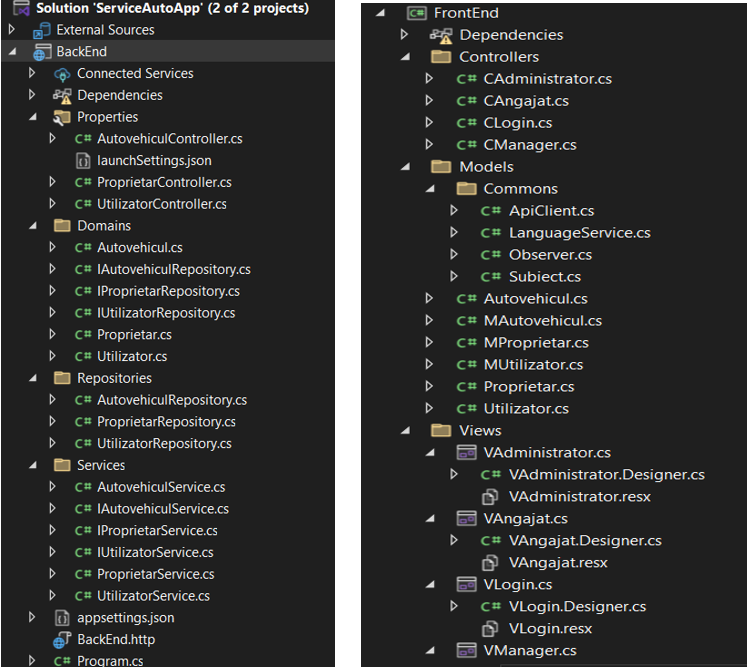 Solution 'ServiceAutoApp' (2 of 2 projects)
External Sources
BackEnd
Connected Services
Dependencies
Properties
C# AutovehiculController.cs
launchSettings.json
C# ProprietarController.cs
C# UtilizatorController.cs
Domains
C# Autovehicul.cs
C# IAutovehiculRepository.cs
C# IProprietarRepository.cs
C# IUtilizatorRepository.cs
C# Proprietar.cs
C# Utilizator.cs
Repositories
C# AutovehiculRepository.cs
C# ProprietarRepository.cs
C# UtilizatorRepository.cs
Services
C# AutovehiculService.cs
C# IAutovehiculService.cs
C# IProprietarService.cs
C# IUtilizatorService.cs
C# ProprietarService.cs
C# UtilizatorService.cs
appsettings.json
BackEnd.http
C# Program.cs
C# FrontEnd
Dependencies
Controllers
C# CAdministrator.cs
C# CAngajat.cs
C# CLogin.cs
C# CManager.cs
Models
Commons
C# ApiClient.cs
C# LanguageService.cs
C# Observer.cs
C# Subiect.cs
C# Autovehicul.cs
C# MAutovehicul.cs
C# MProprietar.cs
C# MUtilizator.cs
C# Proprietar.cs
C# Utilizator.cs
Views
VAdministrator.cs
C# VAdministrator.Designer.cs
VAdministrator.resx
VAngajat.cs
C# VAngajat.Designer.cs
VAngajat.resx
VLogin.cs
C# VLogin.Designer.cs
VLogin.resx
VManager.cs